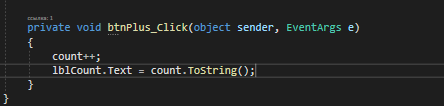 private void btnPlus_Click(object sender, EventArgs e)
{
count++;
lblCount.Text = count.ToString();
}
}